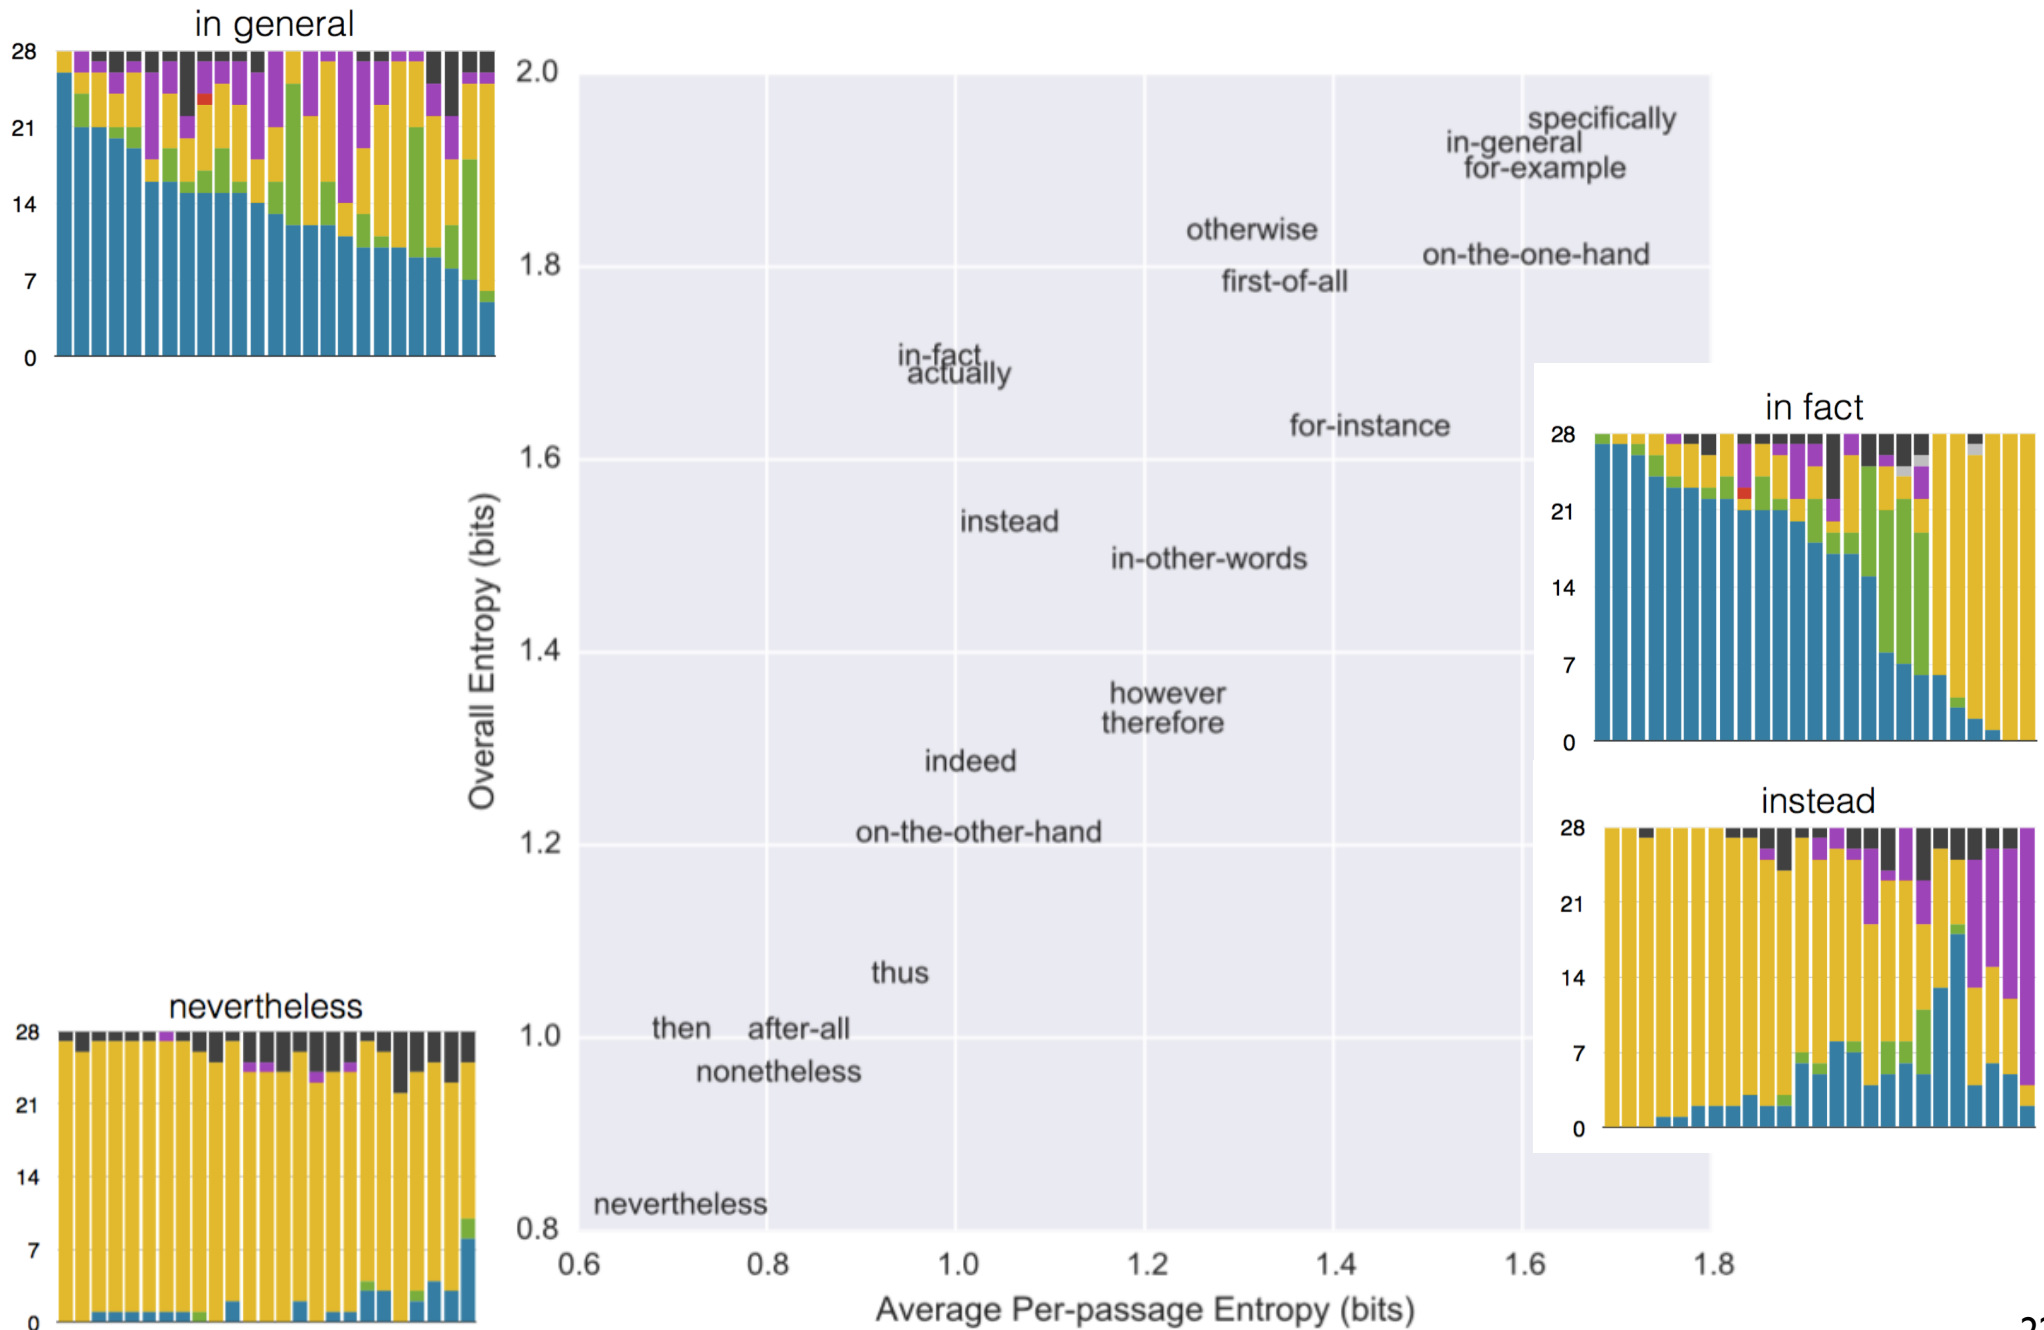 in general
28
21
14
7
0
2.0
1.8
1.6
1.4
1.2
1.0
0.8
Overall Entropy (bits)
specifically
in-general
for-example
otherwise
on-the-one-hand
first-of-all
in-fact
actually
for-instance
instead
in-other-words
however
therefore
indeed
on-the-other-hand
thus
then after-all
nonetheless
nevertheless
0.6 0.8 1.0 1.2 1.4 1.6 1.8
Average Per-passage Entropy (bits)
in fact
28
21
14
7
0
instead
28
21
14
7
0
nevertheless
28
21
14
7
0